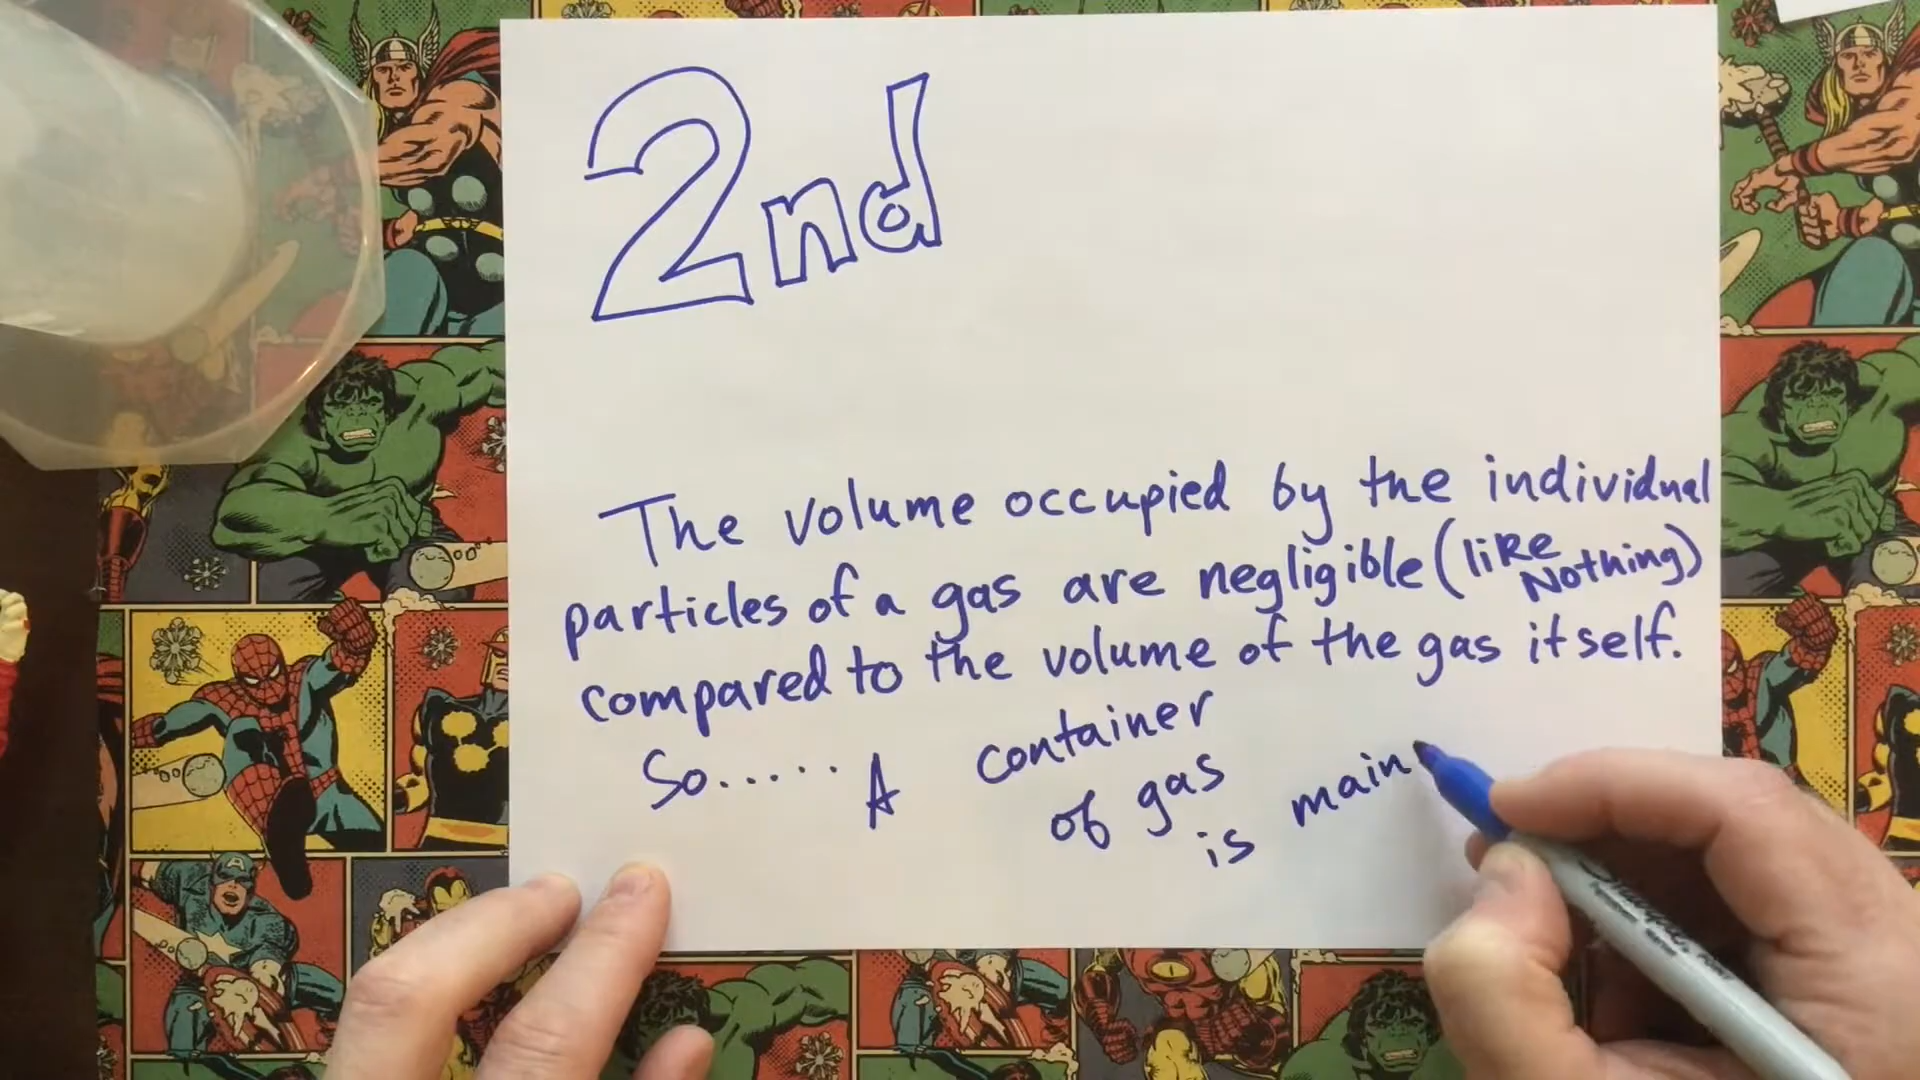 2nd
The volume occupied by the individual
particles of a gas are negligible (like Nothing)
compared to the volume of the gas itself.
So..... A container
of gas
is main